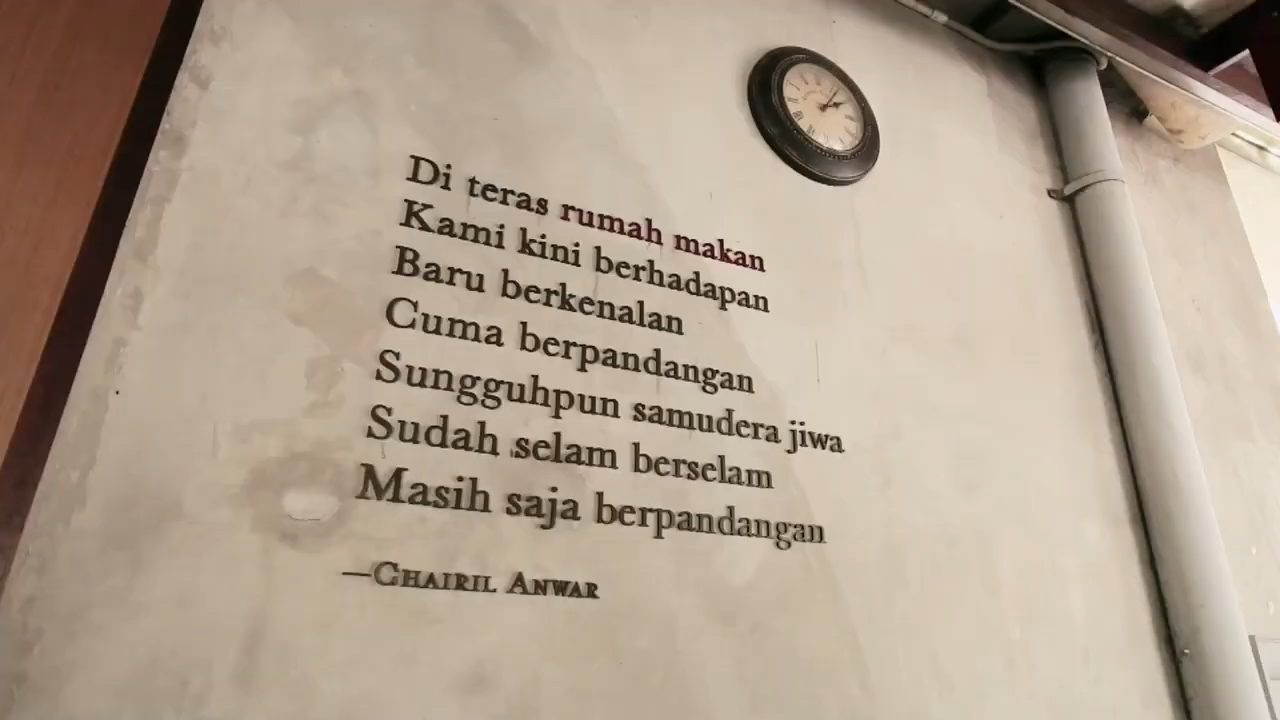 Di teras rumah makan
Kami kini berhadapan
Baru berkenalan
Cuma berpandangan
Sungguhpun samudera jiwa
Sudah selam berselam
Masih saja berpandangan
—CHAIRIL ANWAR